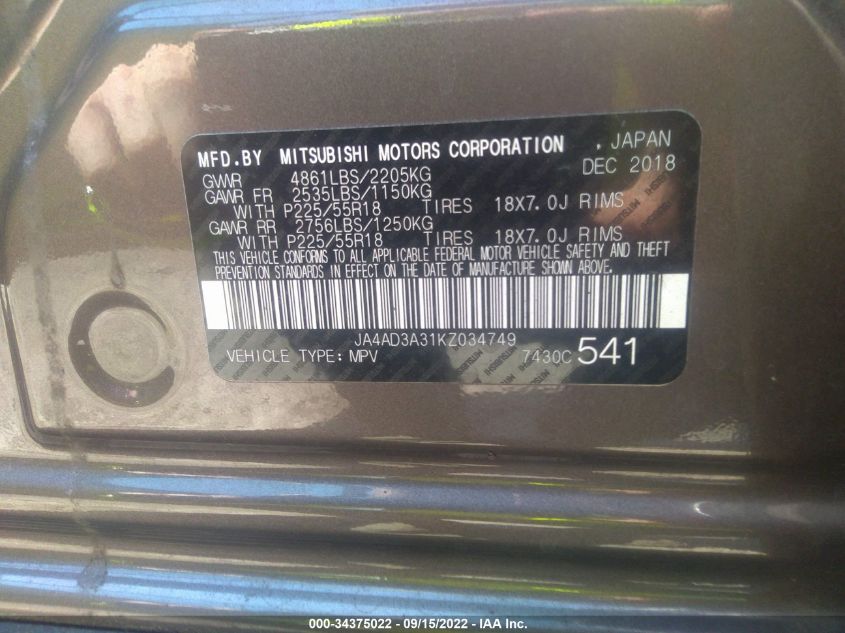 MFD.BY MITSUBISHI MOTORS CORPORATION , JAPAN
GWWR 4861LBS/2205KG DEC 2018
GAWR FR 2535LBS/1150KG
WITH P225/55R18 TIRES 18X7.0J RIMS
GAWR RR 2756LBS/1250KG
WITH P225/55R18 TIRES 18X7.0J RIMS
THIS VEHICLE CONFORMS TO ALL APPLICABLE FEDERAL MOTOR VEHICLE SAFETY AND THEFT
PREVENTION STANDARDS IN EFFECT ON THE DATE OF MANUFACTURE SHOWN ABOVE.
JA4AD3A31KZ034749
VEHICLE TYPE: MPV 7430C 541
000-34375022 - 09/15/2022 - IAA Inc.